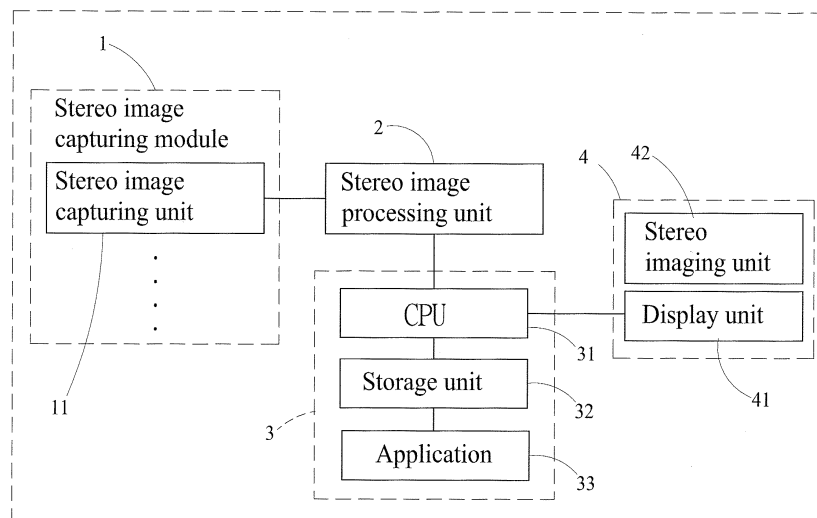 1
Stereo image
capturing module
Stereo image
capturing unit
11
2
Stereo image
processing unit
3
CPU
31
Storage unit
32
Application
33
4
42
Stereo
imaging unit
Display unit
41